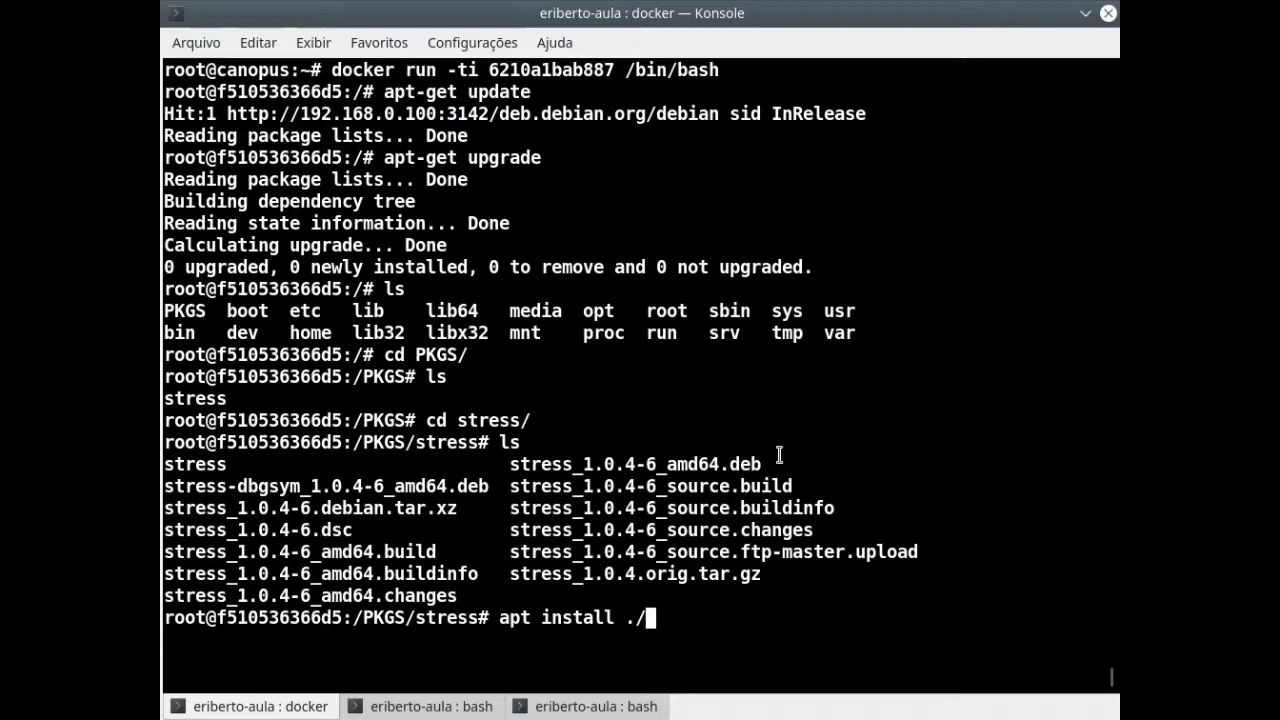 eriberto-aula : docker — Konsole
Arquivo Editar Exibir Favoritos Configurações Ajuda
root@canopus:~# docker run -ti 6210a1bab887 /bin/bash
root@f510536366d5:/# apt-get update
Hit:1 http://192.168.0.100:3142/deb.debian.org/debian sid InRelease
Reading package lists... Done
root@f510536366d5:/# apt-get upgrade
Reading package lists... Done
Building dependency tree
Reading state information... Done
Calculating upgrade... Done
0 upgraded, 0 newly installed, 0 to remove and 0 not upgraded.
root@f510536366d5:/# ls
PKGS  boot  etc   lib    lib64   media  opt   root  sbin  sys  usr
bin   dev   home  lib32  libx32  mnt    proc  run   srv   tmp  var
root@f510536366d5:/# cd PKGS/
root@f510536366d5:/PKGS# ls
stress
root@f510536366d5:/PKGS# cd stress/
root@f510536366d5:/PKGS/stress# ls
stress                           stress_1.0.4-6_amd64.deb
stress-dbgsym_1.0.4-6_amd64.deb  stress_1.0.4-6_source.build
stress_1.0.4-6.debian.tar.xz     stress_1.0.4-6_source.buildinfo
stress_1.0.4-6.dsc               stress_1.0.4-6_source.changes
stress_1.0.4-6_amd64.build       stress_1.0.4-6_source.ftp-master.upload
stress_1.0.4-6_amd64.buildinfo   stress_1.0.4.orig.tar.gz
stress_1.0.4-6_amd64.changes
root@f510536366d5:/PKGS/stress# apt install ./
eriberto-aula : docker eriberto-aula : bash eriberto-aula : bash